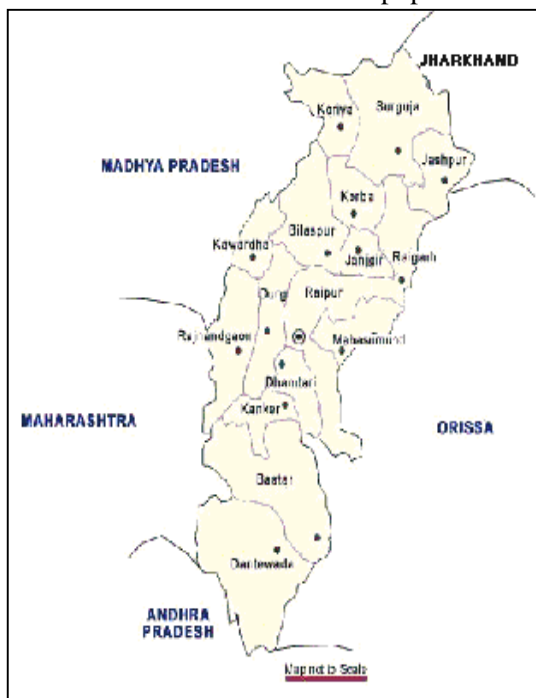 JHARKHAND
Koriya
Surguja
MADHYA PRADESH
Jashpur
Korba
Bilaspur
Kawardha
Janjgir
Raigarh
Durg
Raipur
Rajnandgaon
Mahasamund
Dhamtari
Kanker
MAHARASHTRA
ORISSA
Bastar
Dantewada
ANDHRA
PRADESH
Map not to Scale